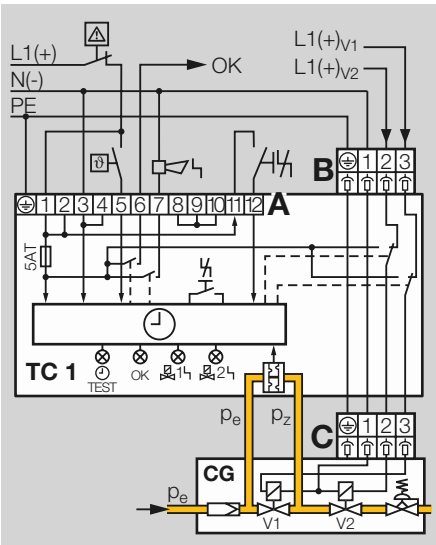 L1(+)
OK
L1(+)V1
N(-)
L1(+)V2
PE
B
1 2 3
ϑ
1 2 3 4 5 6 7 8 9 10 11 12
A
5AT
TC 1
TEST
OK
1
2
pe
pz
C
1 2 3
CG
pe
V1
V2